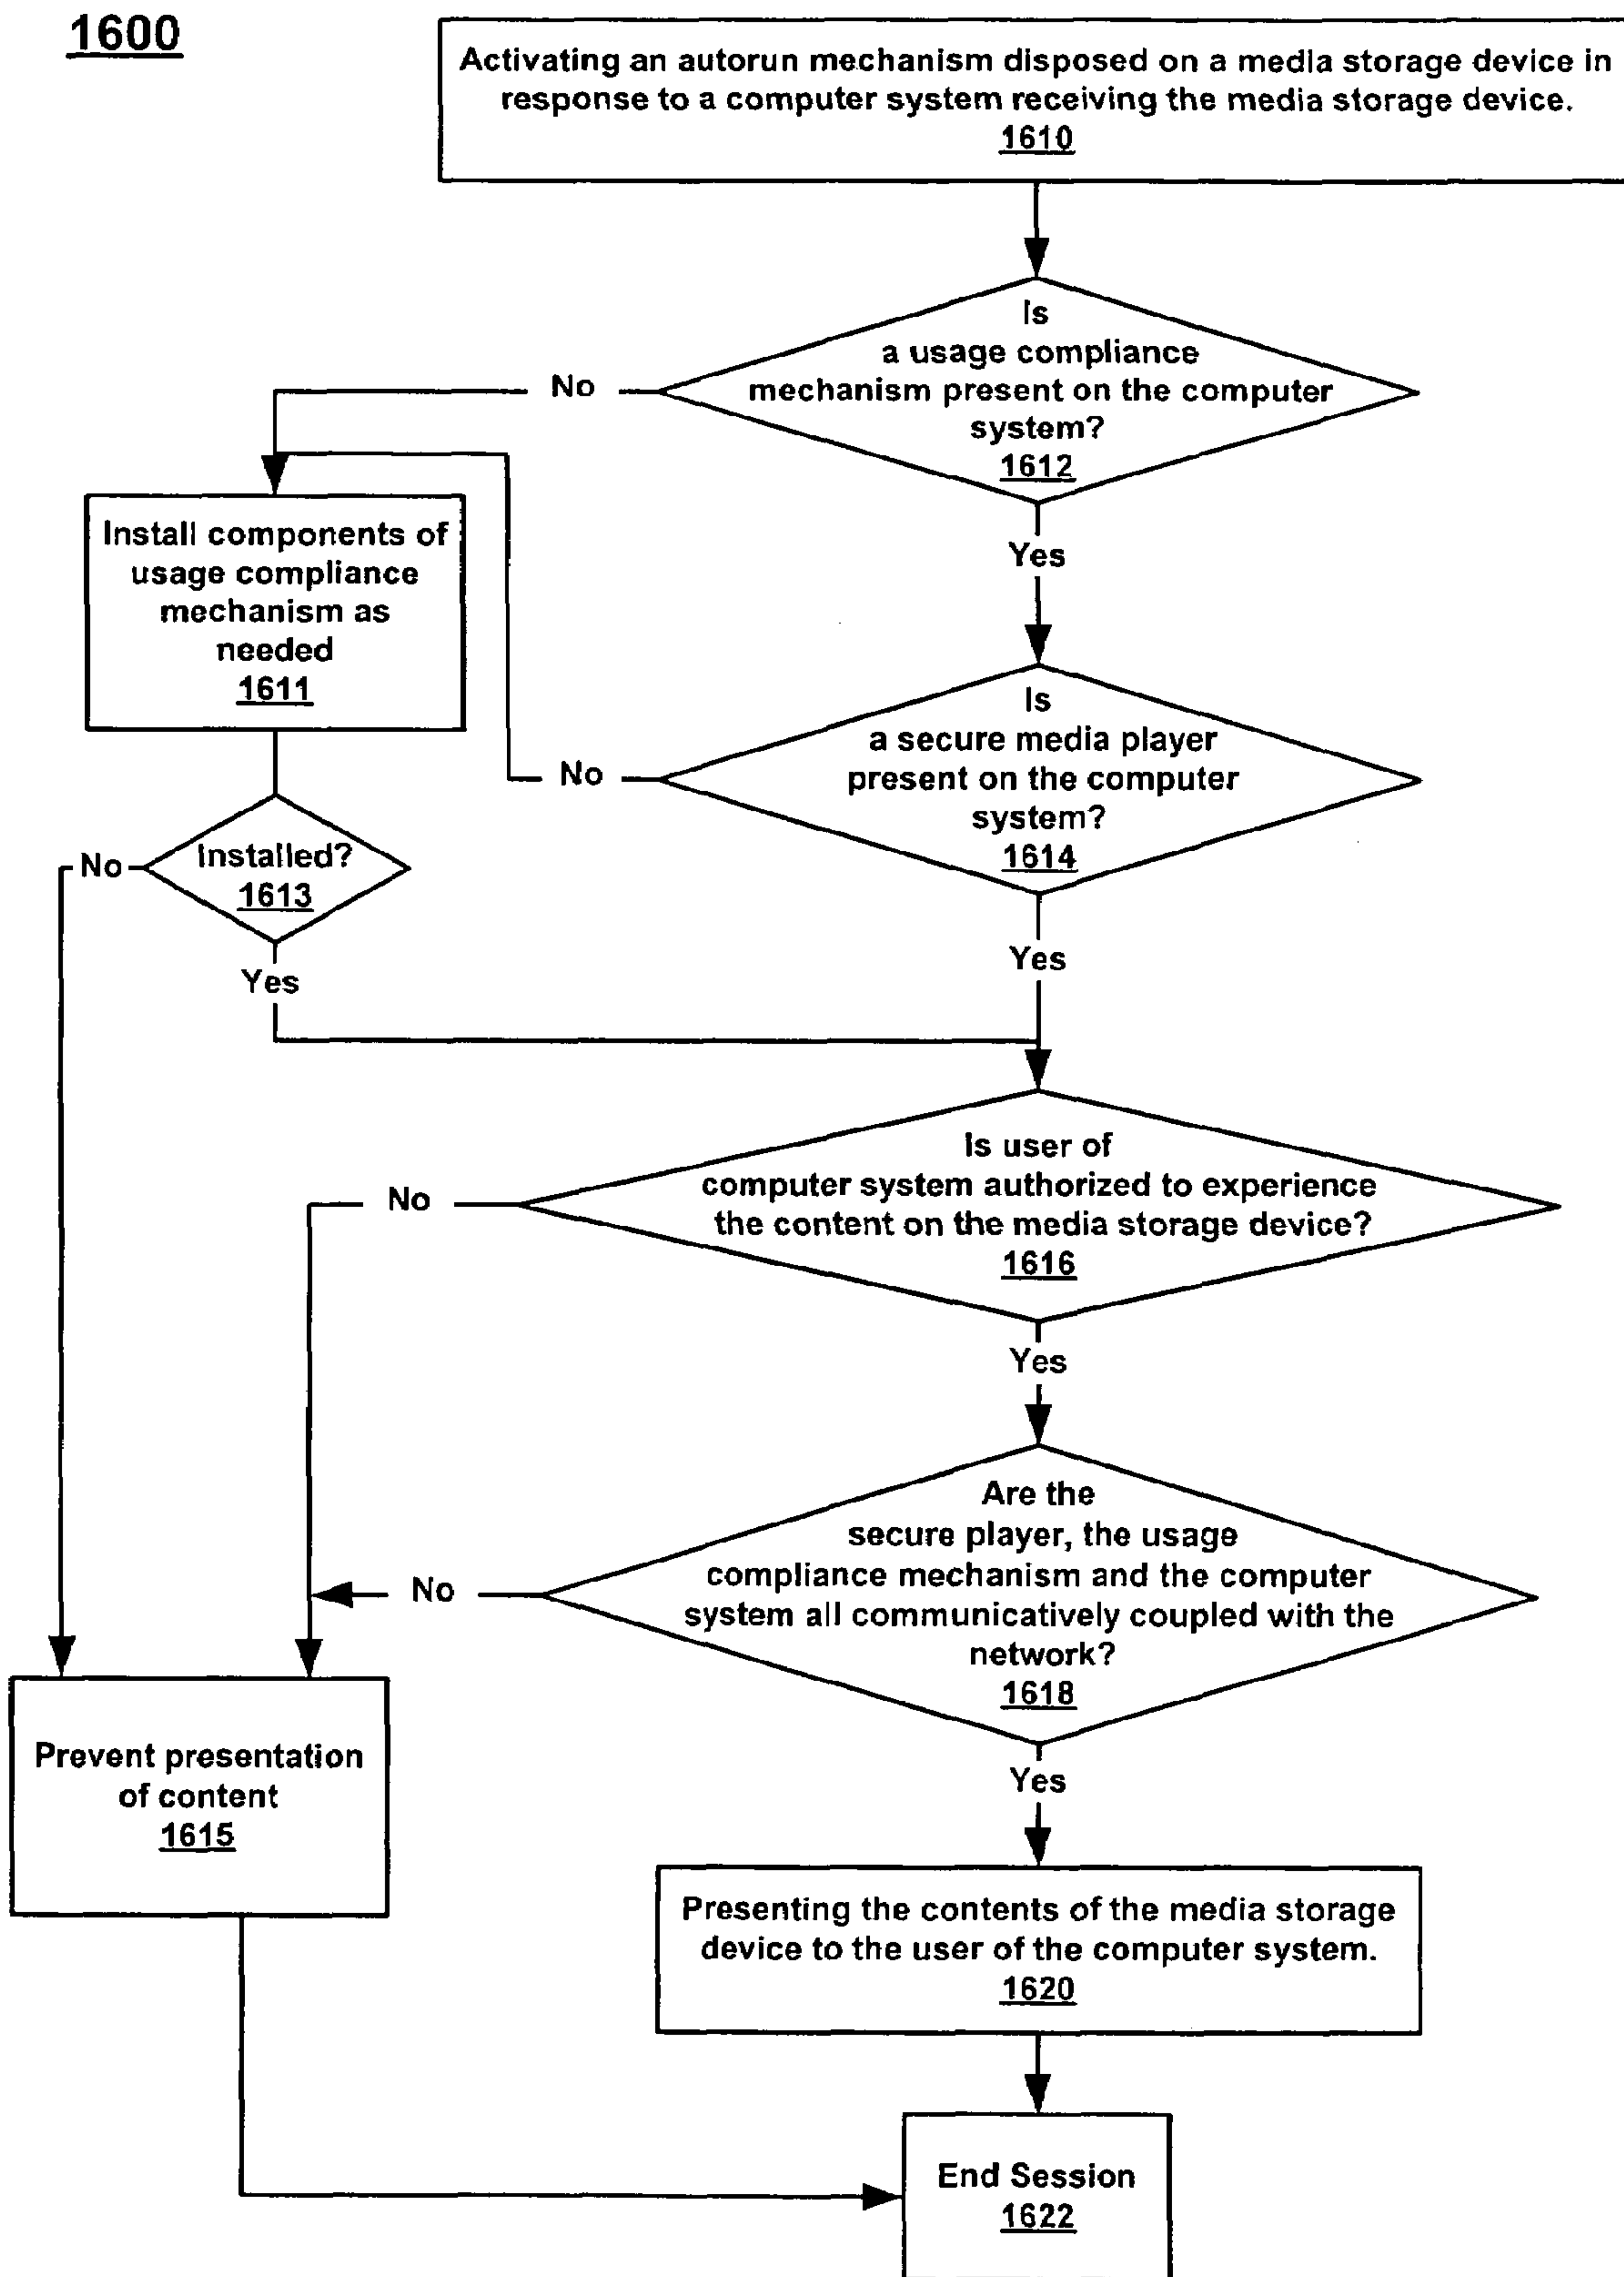 1600
Activating an autorun mechanism disposed on a media storage device in
response to a computer system receiving the media storage device.
1610
Is
a usage compliance
mechanism present on the computer
system?
1612
No
Yes
Install components of
usage compliance
mechanism as
needed
1611
Is
a secure media player
present on the computer
system?
1614
No
Yes
Installed?
1613
No
Yes
Is user of
computer system authorized to experience
the content on the media storage device?
1616
No
Yes
Are the
secure player, the usage
compliance mechanism and the computer
system all communicatively coupled with the
network?
1618
No
Yes
Prevent presentation
of content
1615
Presenting the contents of the media storage
device to the user of the computer system.
1620
End Session
1622